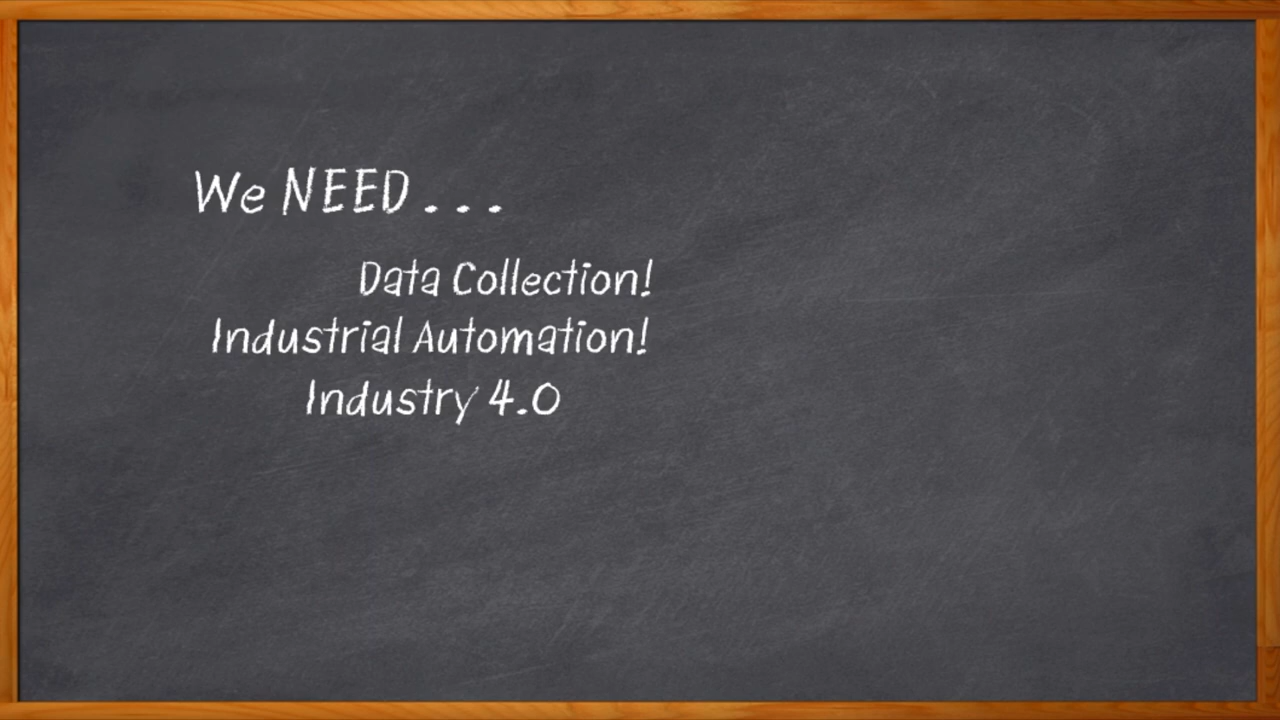 We NEED . . .
Data Collection!
Industrial Automation!
Industry 4.0